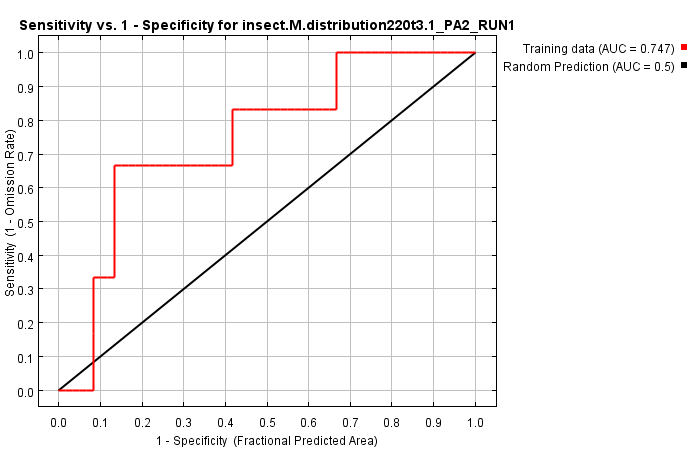 Sensitivity vs. 1 - Specificity for insect.M.distribution220t3.1_PA2_RUN1
Training data (AUC = 0.747)
Random Prediction (AUC = 0.5)
Sensitivity (1 - Omission Rate)
1.0
0.9
0.8
0.7
0.6
0.5
0.4
0.3
0.2
0.1
0.0
0.0 0.1 0.2 0.3 0.4 0.5 0.6 0.7 0.8 0.9 1.0
1 - Specificity (Fractional Predicted Area)